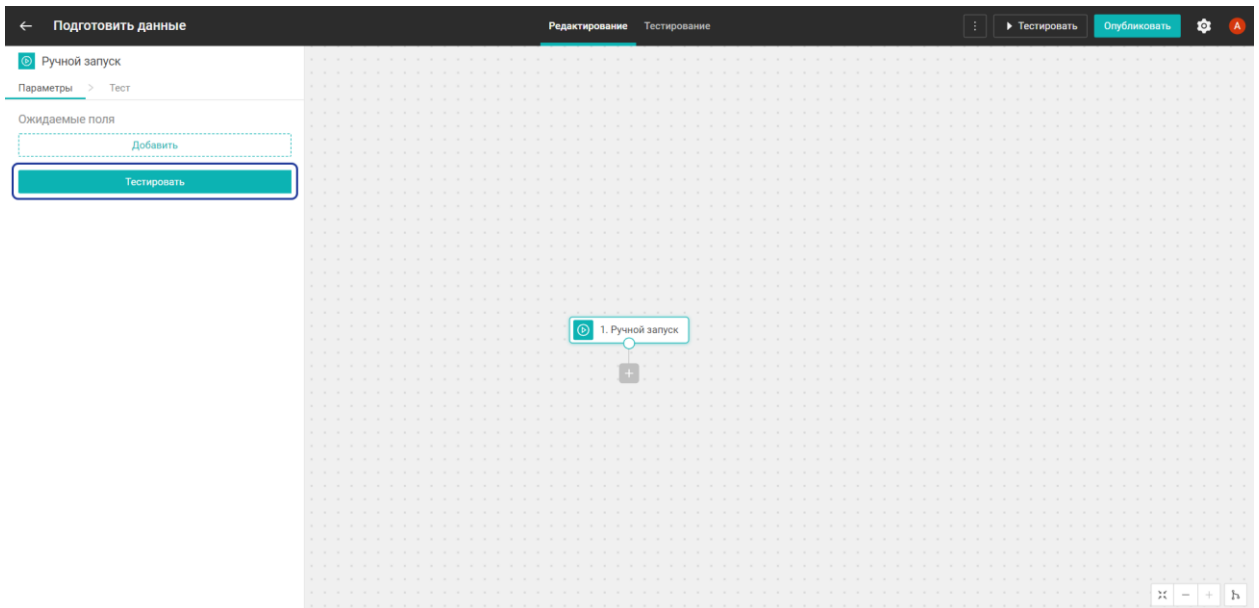 Подготовить данные
Редактирование Тестирование
Тестировать
Опубликовать
A
Ручной запуск
Параметры > Тест
Ожидаемые поля
Добавить
Тестировать
1. Ручной запуск